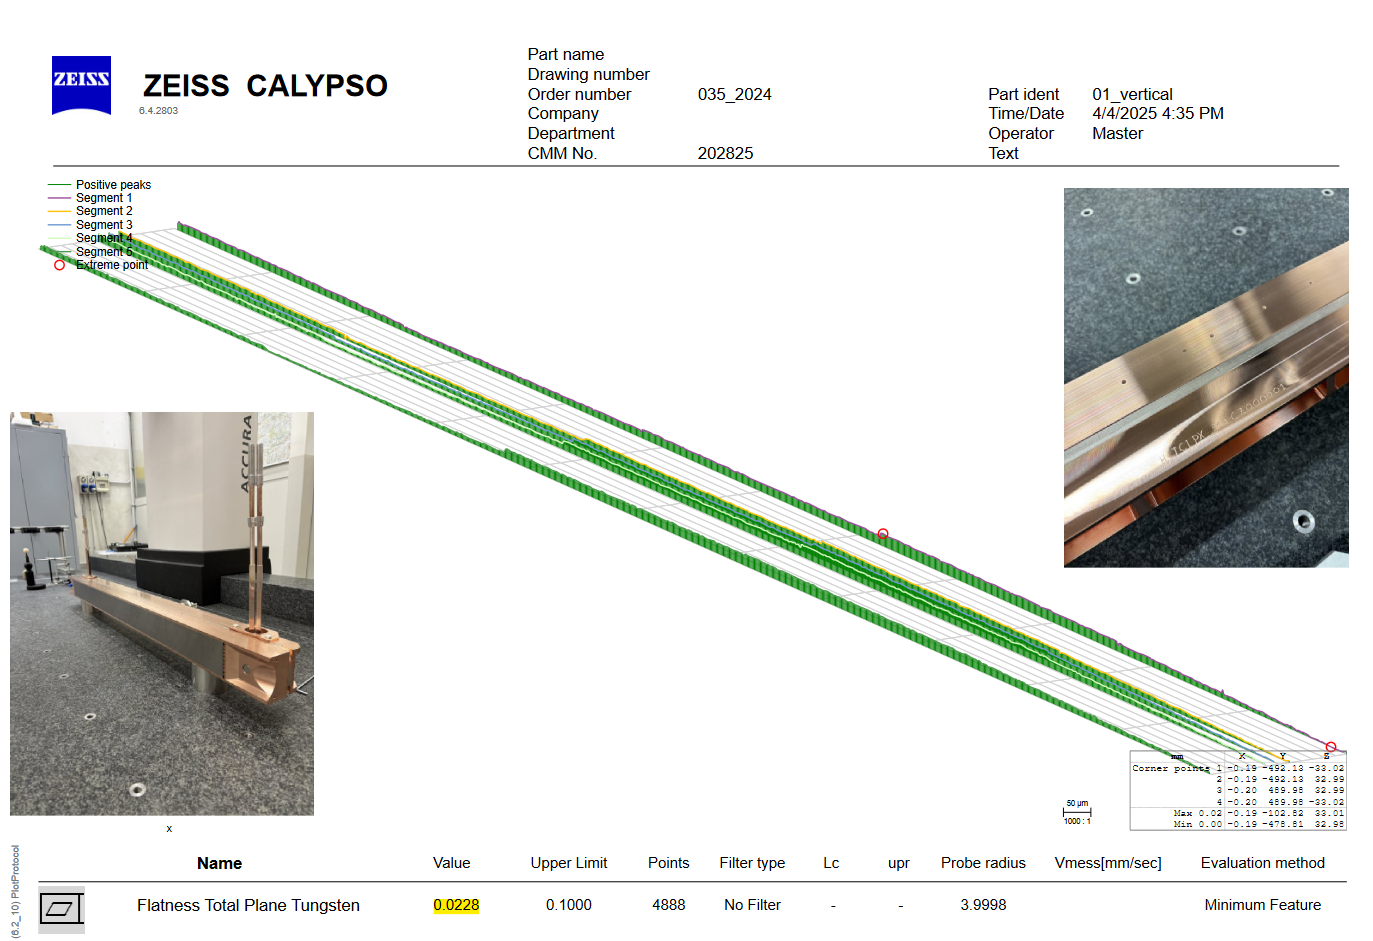 ZEISS
ZEISS CALYPSO
6.4.2803
Part name
Drawing number
Order number 035_2024
Company
Department
CMM No. 202825
Part ident 01_vertical
Time/Date 4/4/2025 4:35 PM
Operator Master
Text
Positive peaks
Segment 1
Segment 2
Segment 3
Segment 4
Segment 5
Extreme point
ACCURA
mm X Y Z
Corner points 1 -0.19 -492.13 -33.02
2 -0.19 -492.13 32.99
3 -0.20 489.98 32.99
4 -0.20 489.98 -33.02
Max 0.02 -0.19 -102.82 33.01
Min 0.00 -0.19 -478.81 32.98
50 µm
1000 : 1
x
(6.2_10) PlotProtocol
Name Value Upper Limit Points Filter type Lc upr Probe radius Vmess[mm/sec] Evaluation method
Flatness Total Plane Tungsten 0.0228 0.1000 4888 No Filter - - 3.9998 Minimum Feature